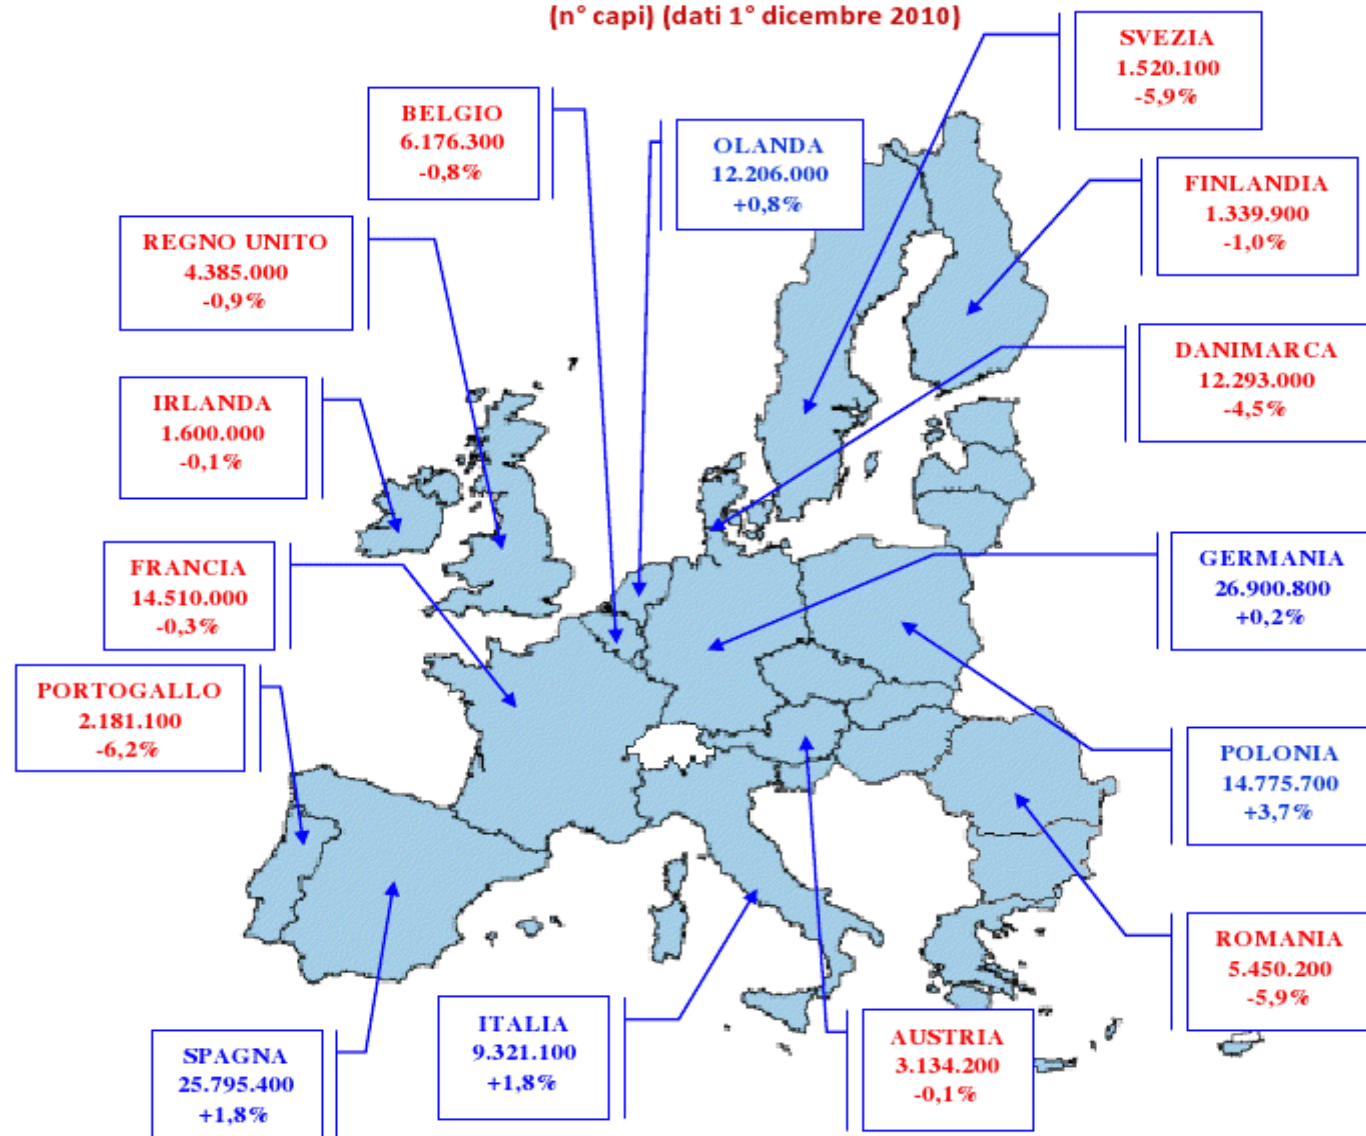 (n° capi) (dati 1° dicembre 2010)
SVEZIA
1.520.100
-5,9%
BELGIO
6.176.300
-0,8%
OLANDA
12.206.000
+0,8%
FINLANDIA
1.339.900
-1,0%
REGNO UNITO
4.385.000
-0,9%
DANIMARCA
12.293.000
-4,5%
IRLANDA
1.600.000
-0,1%
GERMANIA
26.900.800
+0,2%
FRANCIA
14.510.000
-0,3%
PORTOGALLO
2.181.100
-6,2%
POLONIA
14.775.700
+3,7%
ROMANIA
5.450.200
-5,9%
ITALIA
9.321.100
+1,8%
AUSTRIA
3.134.200
-0,1%
SPAGNA
25.795.400
+1,8%